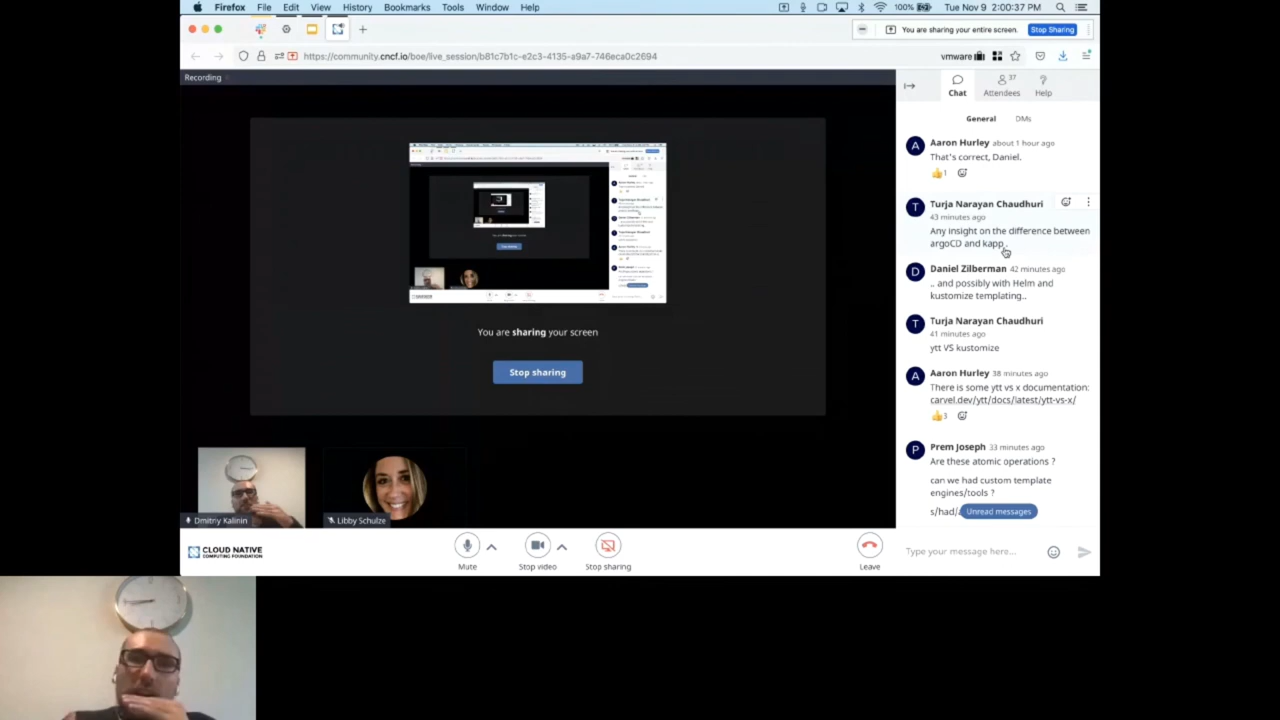 Firefox File Edit View History Bookmarks Tools Window Help
100% Tue Nov 9 2:00:37 PM
You are sharing your entire screen. Stop Sharing
https://community.cncf.io/boe/live_session/b81c7b1c-e2c3-4135-a9a7-746eca0c2694
vmware
Recording
Chat
Attendees 37
Help
General DMs
A Aaron Hurley about 1 hour ago
That's correct, Daniel.
1
T Turja Narayan Chaudhuri
43 minutes ago
Any insight on the difference between
argoCD and kapp..
D Daniel Zilberman 42 minutes ago
.. and possibly with Helm and
kustomize templating..
T Turja Narayan Chaudhuri
41 minutes ago
ytt VS kustomize
A Aaron Hurley 38 minutes ago
There is some ytt vs x documentation:
carvel.dev/ytt/docs/latest/ytt-vs-x/
3
P Prem Joseph 33 minutes ago
Are these atomic operations ?
can we had custom template
engines/tools ?
s/had/
Unread messages
You are sharing your screen
Stop sharing
Dmitriy Kalinin
Libby Schulze
CLOUD NATIVE
COMPUTING FOUNDATION
Mute Stop video Stop sharing Leave
Type your message here...